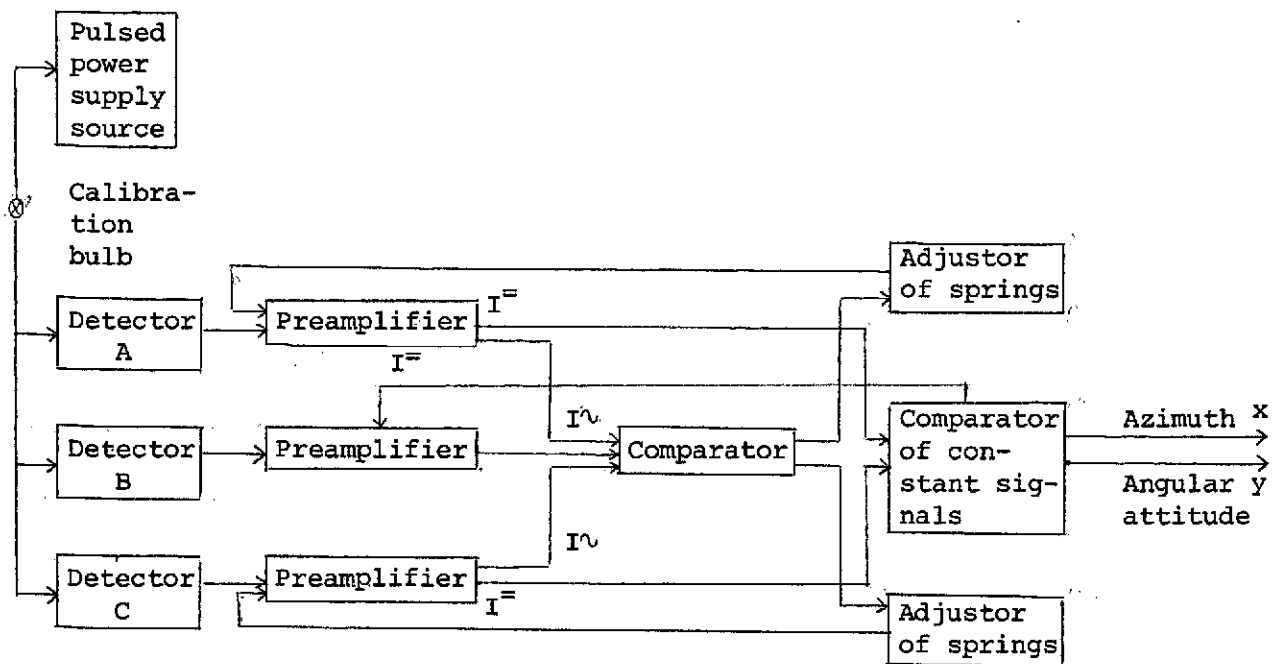 Pulsed
power
supply
source
Calibra-
tion
bulb
Adjustor
of springs
Detector
A
Preamplifier
I=
I=
Detector
B
Preamplifier
I~
Comparator
Comparator
of con-
stant sig-
nals
Azimuth x
Angular y
attitude
I~
Detector
C
Preamplifier
I=
Adjustor
of springs